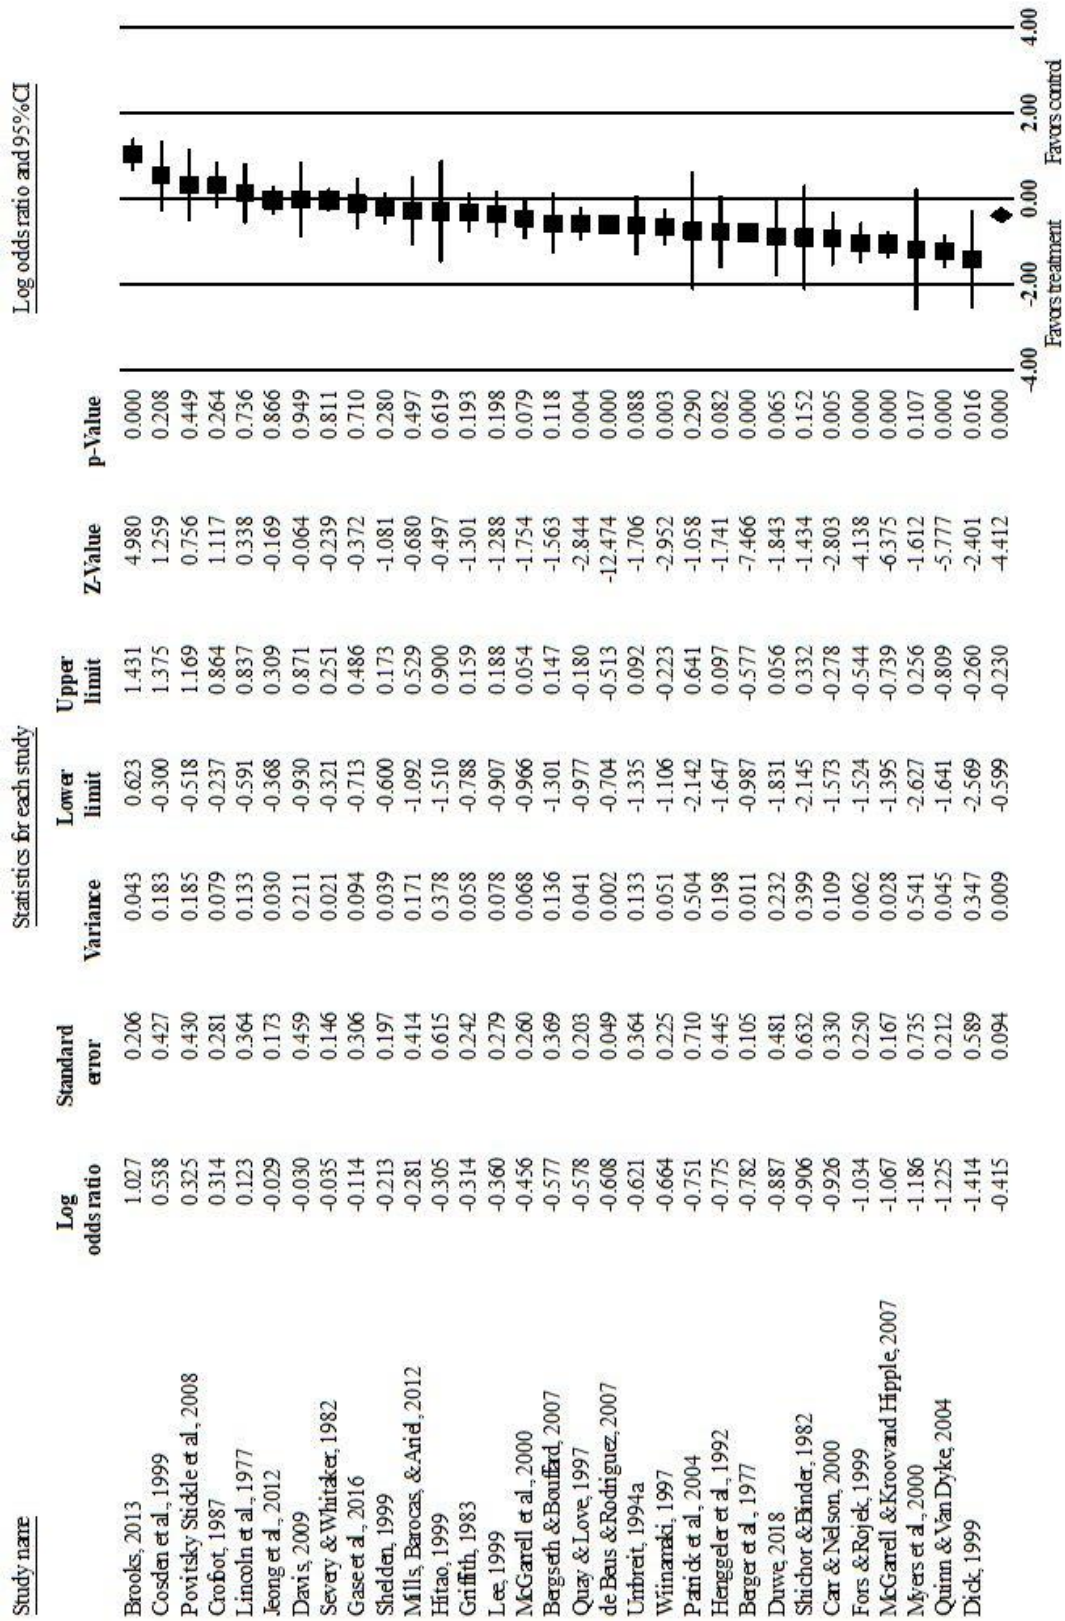 Study name Statistics for each study Log odds ratio and 95% CI
Log odds ratio Standard error Variance Lower limit Upper limit Z-Value p-Value
Brooks, 2013 1.027 0.206 0.043 0.623 1.431 4.980 0.000
Cosden et al., 1999 0.538 0.427 0.183 -0.300 1.375 1.259 0.208
Povitsky Stickle et al., 2008 0.325 0.430 0.185 -0.518 1.169 0.756 0.449
Crofoot, 1987 0.314 0.281 0.079 -0.237 0.864 1.117 0.264
Lincoln et al., 1977 0.123 0.364 0.133 -0.591 0.837 0.338 0.736
Jeong et al., 2012 -0.029 0.173 0.030 -0.368 0.309 -0.169 0.866
Davis, 2009 -0.030 0.459 0.211 -0.930 0.871 -0.064 0.949
Severy & Whitaker, 1982 -0.035 0.146 0.021 -0.321 0.251 -0.239 0.811
Gase et al., 2016 -0.114 0.306 0.094 -0.713 0.486 -0.372 0.710
Shelden, 1999 -0.213 0.197 0.039 -0.600 0.173 -1.081 0.280
Mills, Barocas, & Ariel, 2012 -0.281 0.414 0.171 -1.092 0.529 -0.680 0.497
Hitao, 1999 -0.305 0.615 0.378 -1.510 0.900 -0.497 0.619
Griffith, 1983 -0.314 0.242 0.058 -0.788 0.159 -1.301 0.193
Lee, 1999 -0.360 0.279 0.078 -0.907 0.188 -1.288 0.198
McGarrell et al., 2000 -0.456 0.260 0.068 -0.966 0.054 -1.754 0.079
Bergseth & Bouffard, 2007 -0.577 0.369 0.136 -1.301 0.147 -1.563 0.118
Quay & Love, 1997 -0.578 0.203 0.041 -0.977 -0.180 -2.844 0.004
de Beus & Rodriguez, 2007 -0.608 0.049 0.002 -0.704 -0.513 -12.474 0.000
Umbreit, 1994a -0.621 0.364 0.133 -1.335 0.092 -1.706 0.088
Wiinamaki, 1997 -0.664 0.225 0.051 -1.106 -0.223 -2.952 0.003
Patrick et al., 2004 -0.751 0.710 0.504 -2.142 0.641 -1.058 0.290
Henggeler et al., 1992 -0.775 0.445 0.198 -1.647 0.097 -1.741 0.082
Berger et al., 1977 -0.782 0.105 0.011 -0.987 -0.577 -7.466 0.000
Duwe, 2018 -0.887 0.481 0.232 -1.831 0.056 -1.843 0.065
Shichor & Binder, 1982 -0.906 0.632 0.399 -2.145 0.332 -1.434 0.152
Carr & Nelson, 2000 -0.926 0.330 0.109 -1.573 -0.278 -2.803 0.005
Fors & Rojek, 1999 -1.034 0.250 0.062 -1.524 -0.544 -4.138 0.000
McGarrell & Kroovand Hipple, 2007 -1.067 0.167 0.028 -1.395 -0.739 -6.375 0.000
Myers et al., 2000 -1.186 0.735 0.541 -2.627 0.256 -1.612 0.107
Quinn & Van Dyke, 2004 -1.225 0.212 0.045 -1.641 -0.809 -5.777 0.000
Dick, 1999 -1.414 0.589 0.347 -2.569 -0.260 -2.401 0.016
-0.415 0.094 0.009 -0.599 -0.230 -4.412 0.000
-4.00 -2.00 0.00 2.00 4.00
Favors treatment Favors control